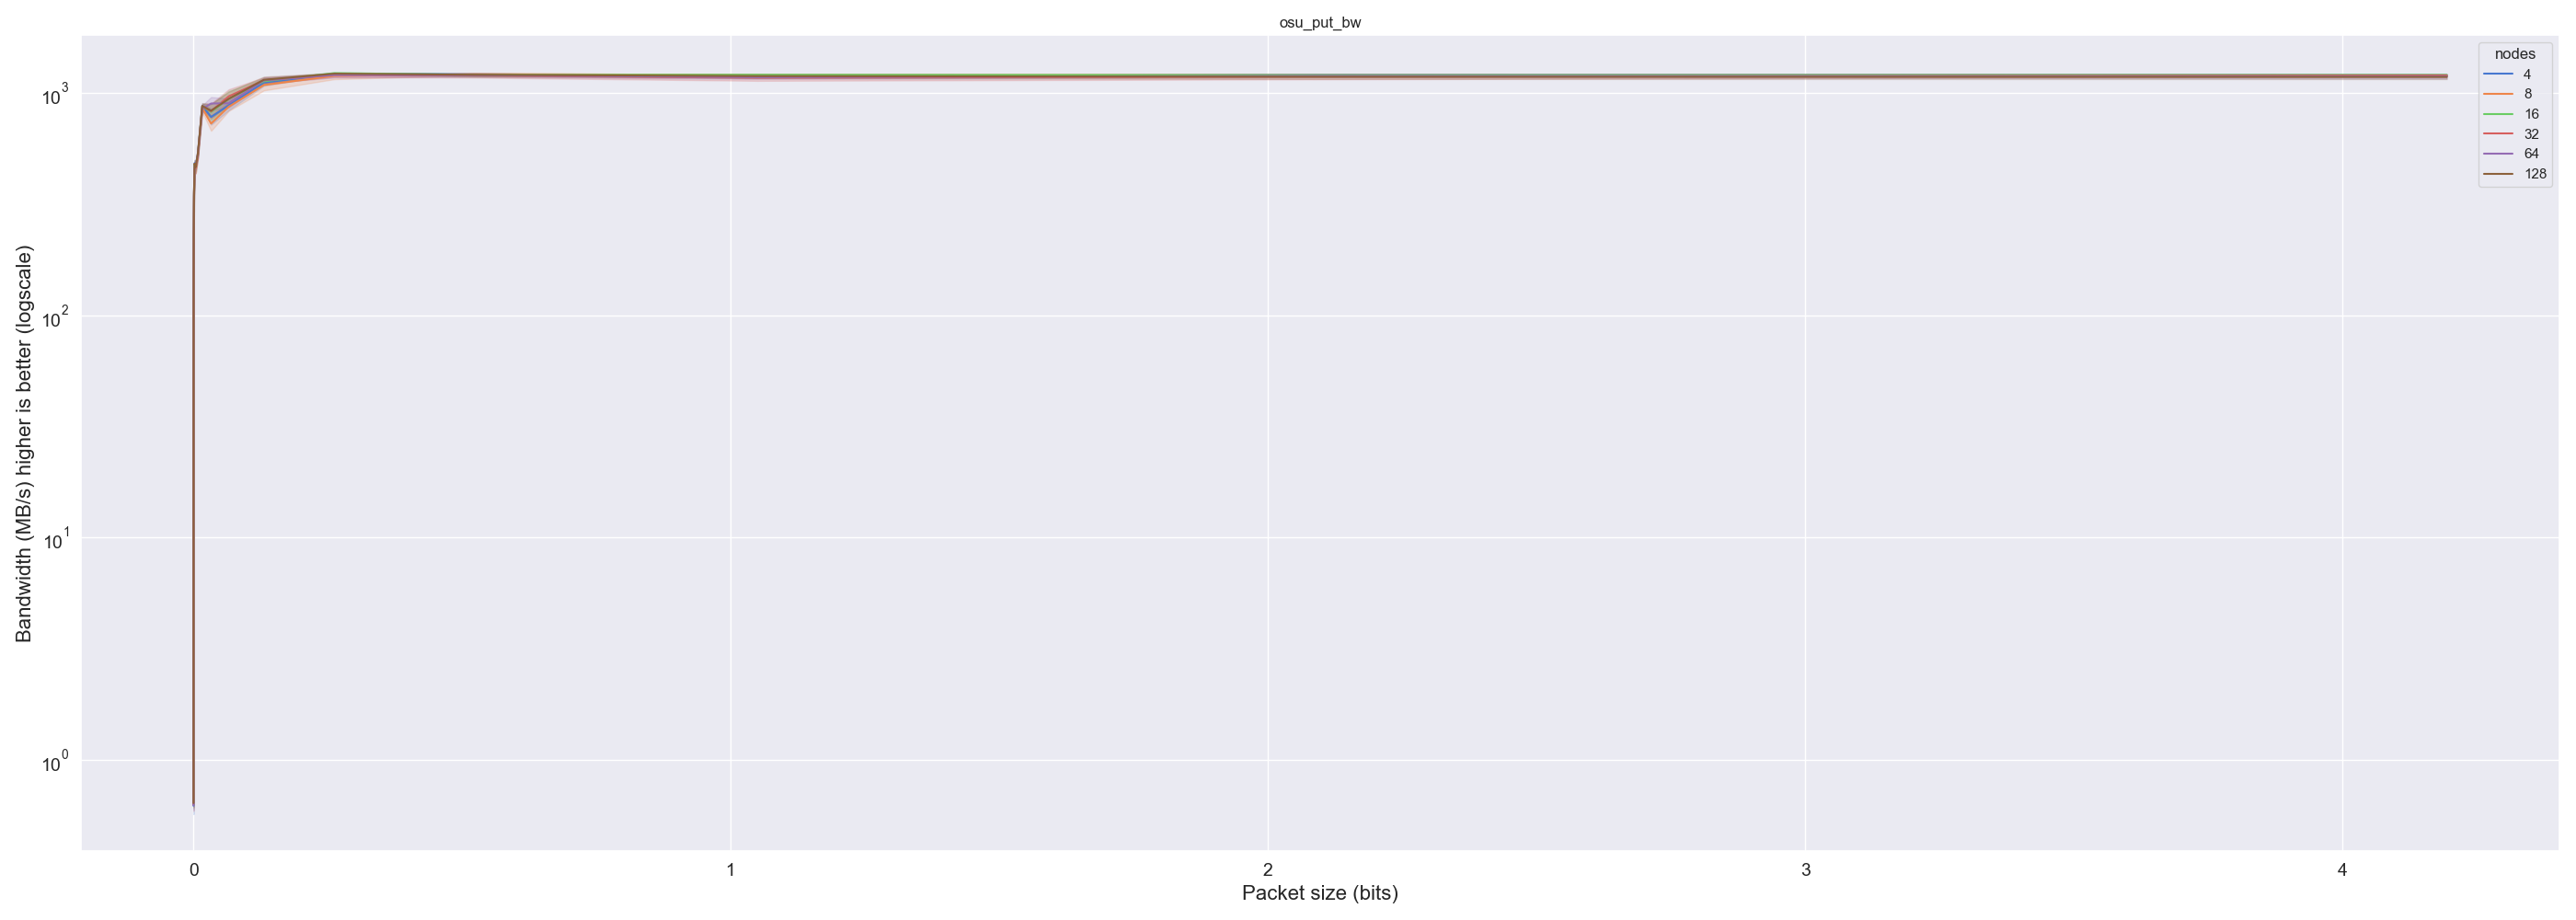 osu_put_bw
nodes
4
8
16
32
64
128
Bandwidth (MB/s) higher is better (logscale)
10^3
10^2
10^1
10^0
0 1 2 3 4
Packet size (bits)